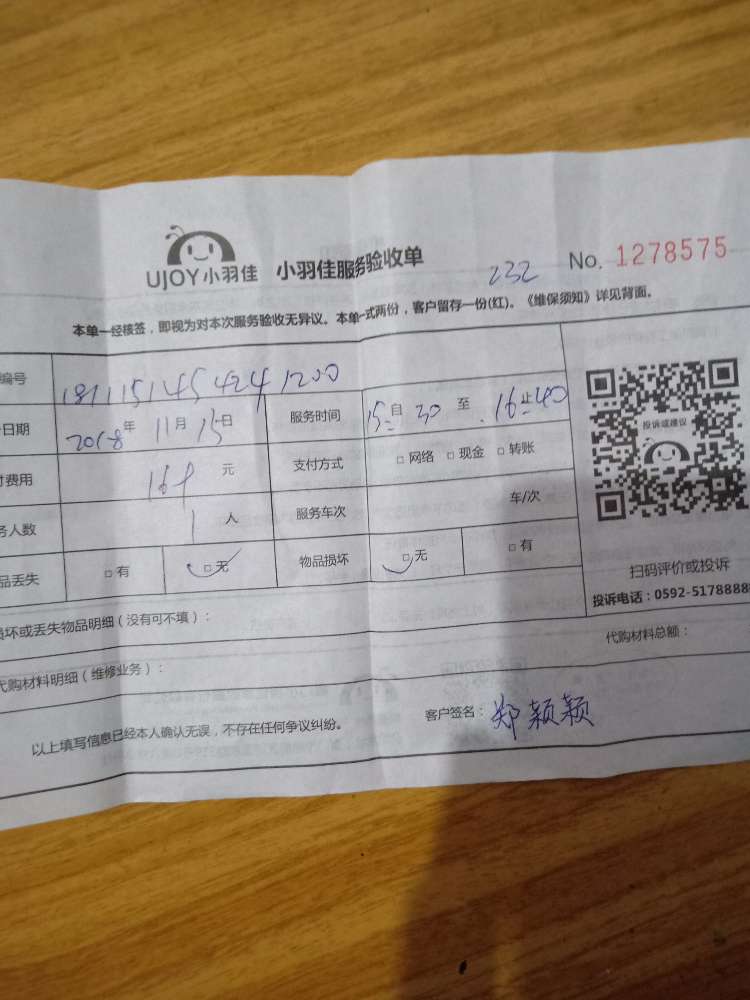 UJOY小羽佳 小羽佳服务验收单 232 No. 1278575
本单一经核签，即视为对本次服务验收无异议。本单一式两份，客户留存一份(红)。《维保须知》详见背面。
编号 1811151454241200
日期 2018年 11月 15日 服务时间 15自 30 至 16止40
费用 元 支付方式 □ 网络 □ 现金 □ 转账
务人数 1 人 服务车次 车/次
品丢失 □ 有 □ 无 物品损坏 □ 无 □ 有
投诉或建议
扫码评价或投诉
投诉电话：0592-5178888
损坏或丢失物品明细（没有可不填）：
代购材料明细（维修业务）： 代购材料总额：
以上填写信息已经本人确认无误，不存在任何争议纠纷。 客户签名：郑颖颖